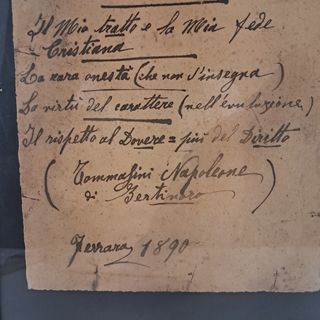 Il Mio tratto e la Mia fede
Cristiana
La rara onestà (che non s'insegna)
La virtù del carattere (nell'evoluzione)
Il rispetto al Dovere = più del Diritto
(Tommasini Napoleone
di Bertinoro)
Ferrara 1890